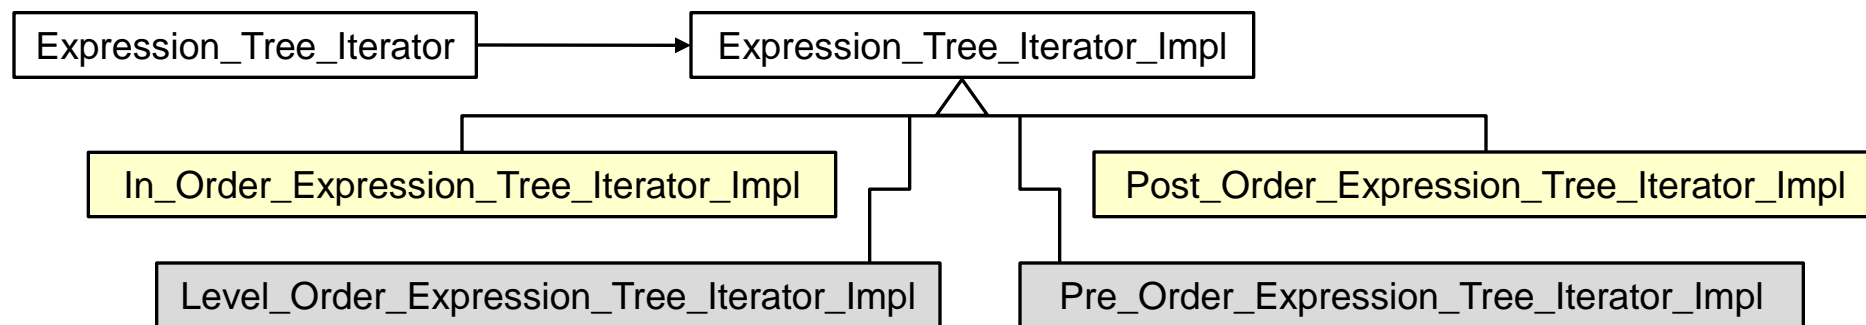 Expression_Tree_Iterator
Expression_Tree_Iterator_Impl
In_Order_Expression_Tree_Iterator_Impl
Post_Order_Expression_Tree_Iterator_Impl
Level_Order_Expression_Tree_Iterator_Impl
Pre_Order_Expression_Tree_Iterator_Impl